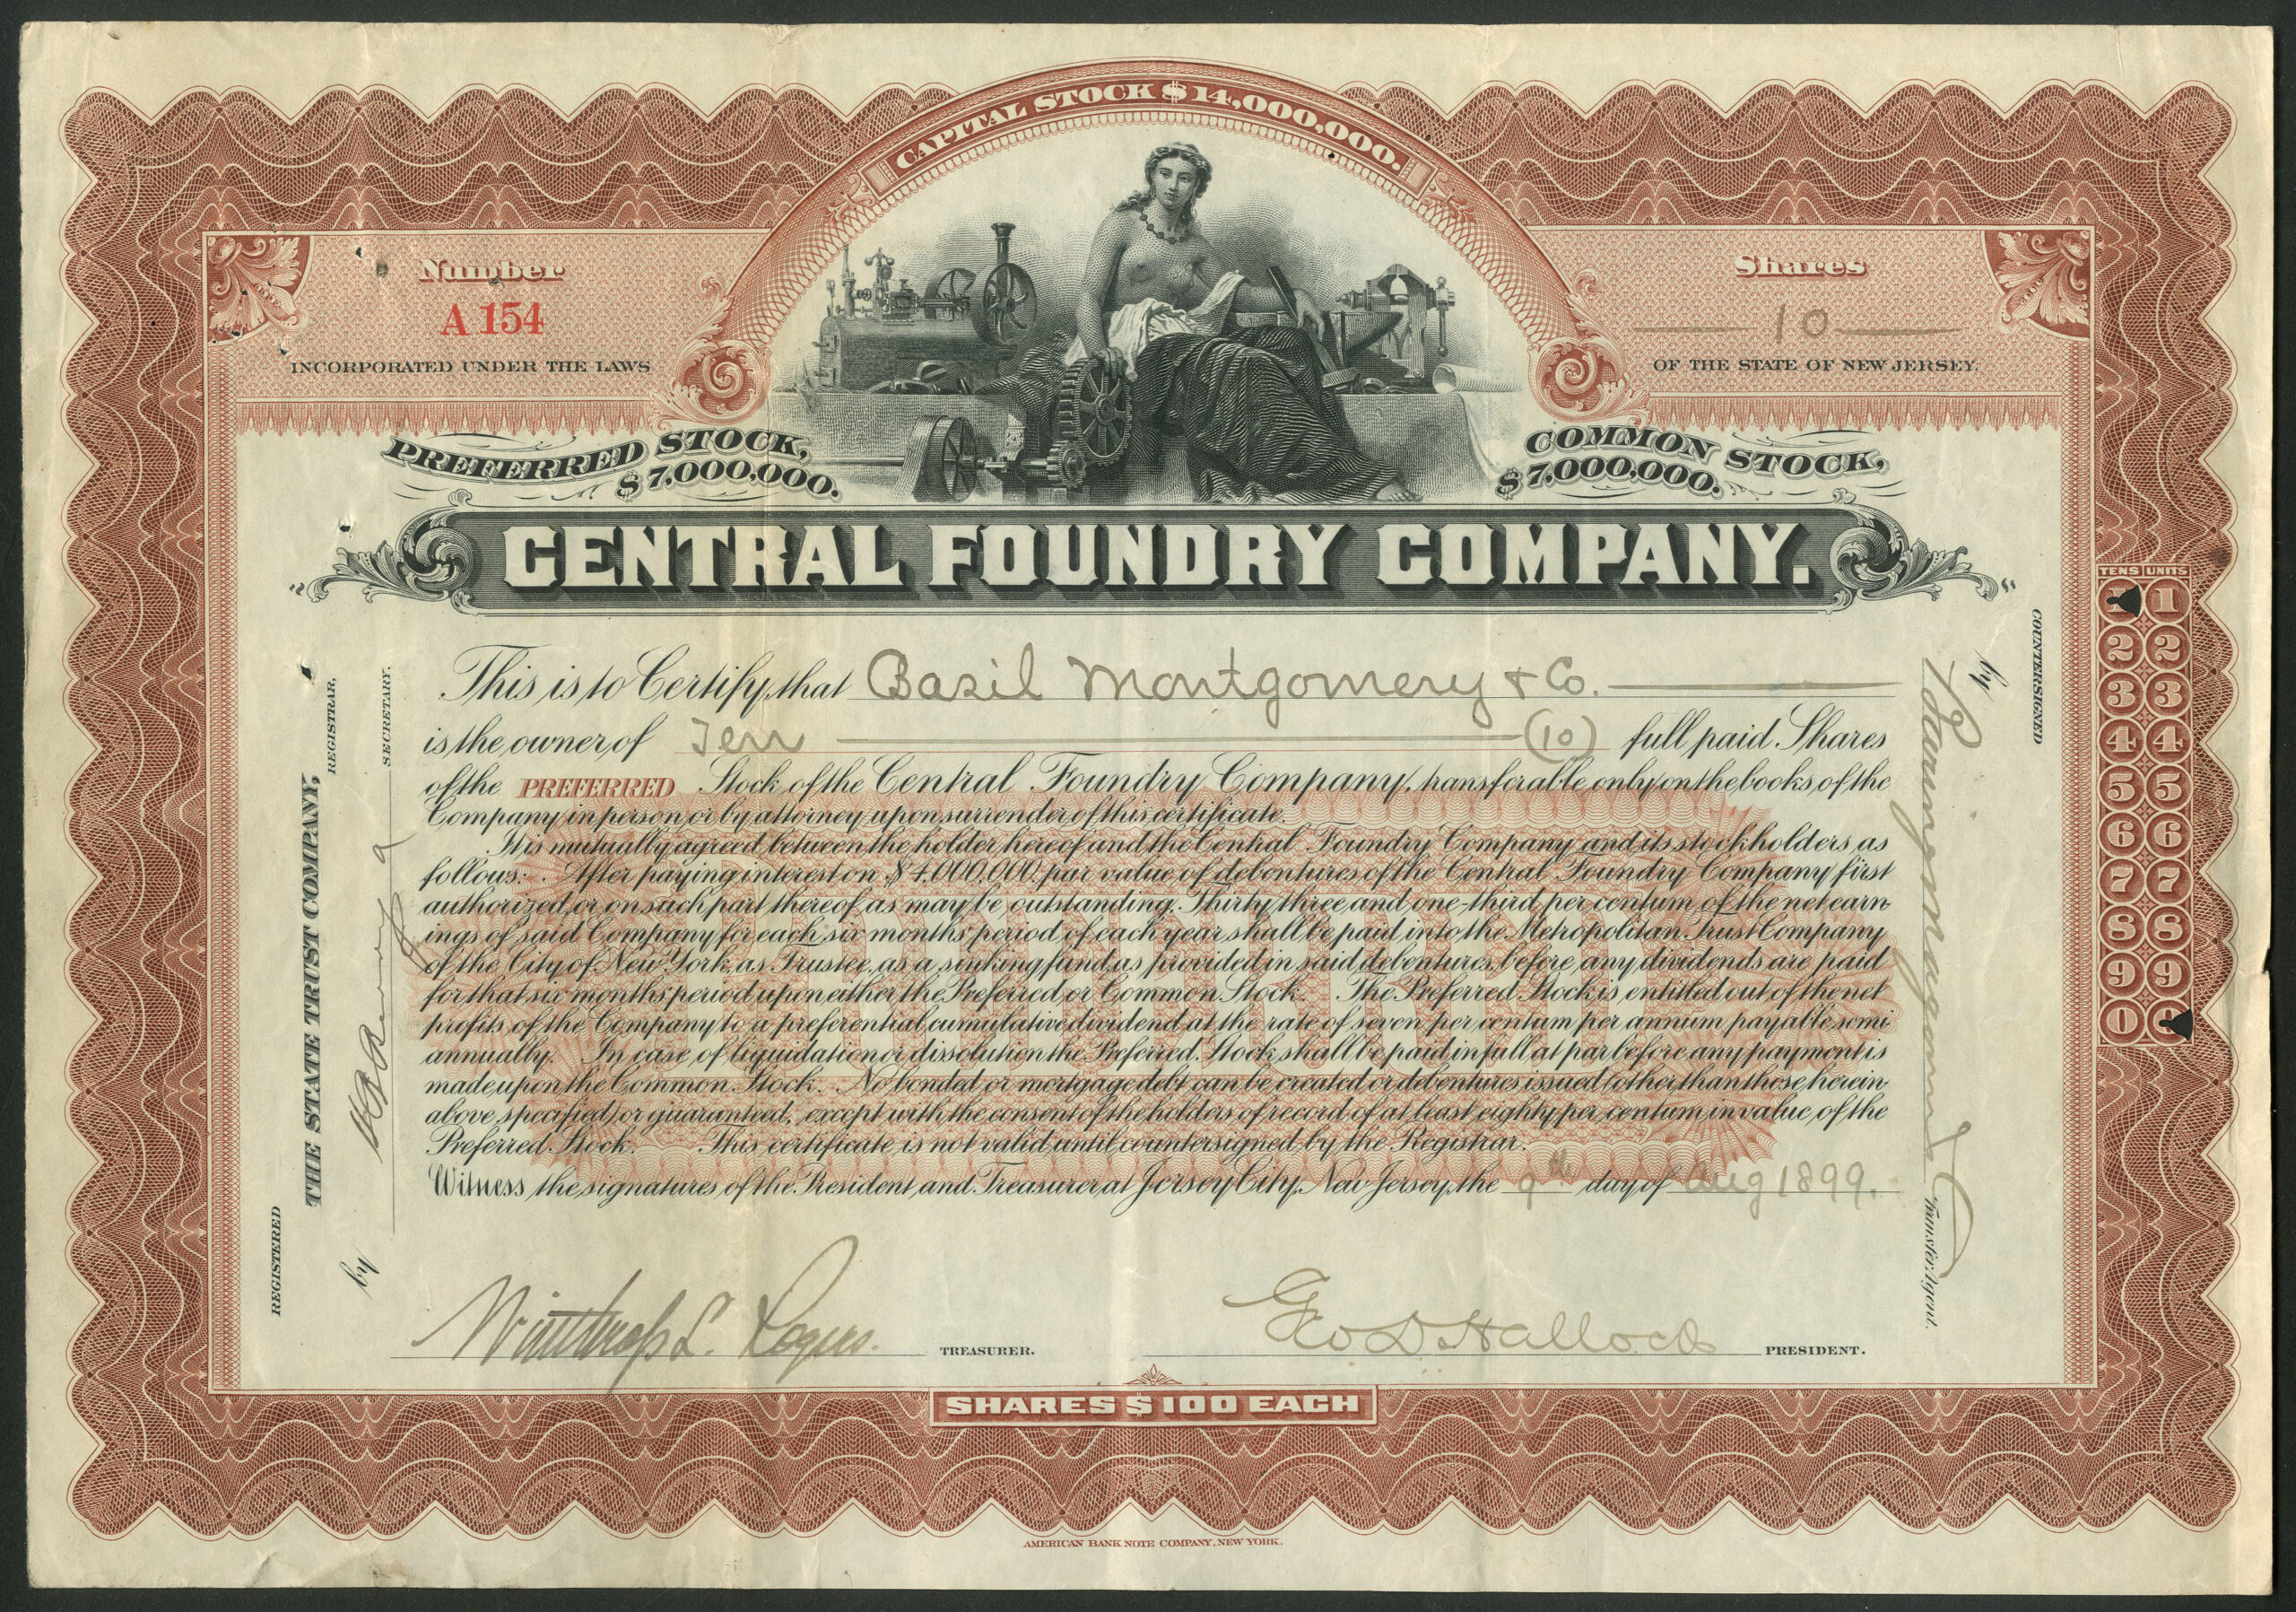 CAPITAL STOCK $14,000,000.
Number
A 154
INCORPORATED UNDER THE LAWS
Shares
10
OF THE STATE OF NEW JERSEY.
PREFERRED STOCK,
$7,000,000.
COMMON STOCK,
$7,000,000.
CENTRAL FOUNDRY COMPANY.
This is to Certify that Basil Montgomery & Co.
is the owner of Ten (10) full paid Shares
of the PREFERRED Stock of the Central Foundry Company, transferable only on the books of the
Company in person or by attorney upon surrender of this certificate.
It is mutually agreed between the holder hereof and the Central Foundry Company and its stockholders as
follows: After paying interest on $4,000,000. par value of debentures of the Central Foundry Company first
authorized, or on such part thereof as may be outstanding, Thirty three and one-third per centum of the net earn-
ings of said Company for each six months period of each year shall be paid into the Metropolitan Trust Company
of the City of New York, as Trustee, as a sinking fund as provided in said debentures, before any dividends are paid
for that six months period upon either the Preferred or Common Stock. The Preferred Stock is entitled out of the net
profits of the Company to a preferential cumulative dividend at the rate of seven per centum per annum payable semi-
annually. In case of liquidation or dissolution the Preferred Stock shall be paid in full at par before any payment is
made upon the Common Stock. No bonded or mortgage debt can be created or debentures issued (other than those herein-
above specified) or guaranteed, except with the consent of the holders of record of at least eighty per centum in value of the
Preferred Stock. This certificate is not valid until countersigned by the Registrar.
Witness the signatures of the President and Treasurer at Jersey City, New Jersey, the 9th day of Aug 1899.
Winthrop L. Rogers. TREASURER.
Geo D Hallock PRESIDENT.
SHARES $100 EACH
AMERICAN BANK NOTE COMPANY, NEW YORK.
REGISTERED
THE STATE TRUST COMPANY,
REGISTRAR,
by
SECRETARY.
COUNTERSIGNED
by
Transfer Agent.
TENS UNITS
1
2 2
3 3
4 4
5 5
6 6
7 7
8 8
9 9
0